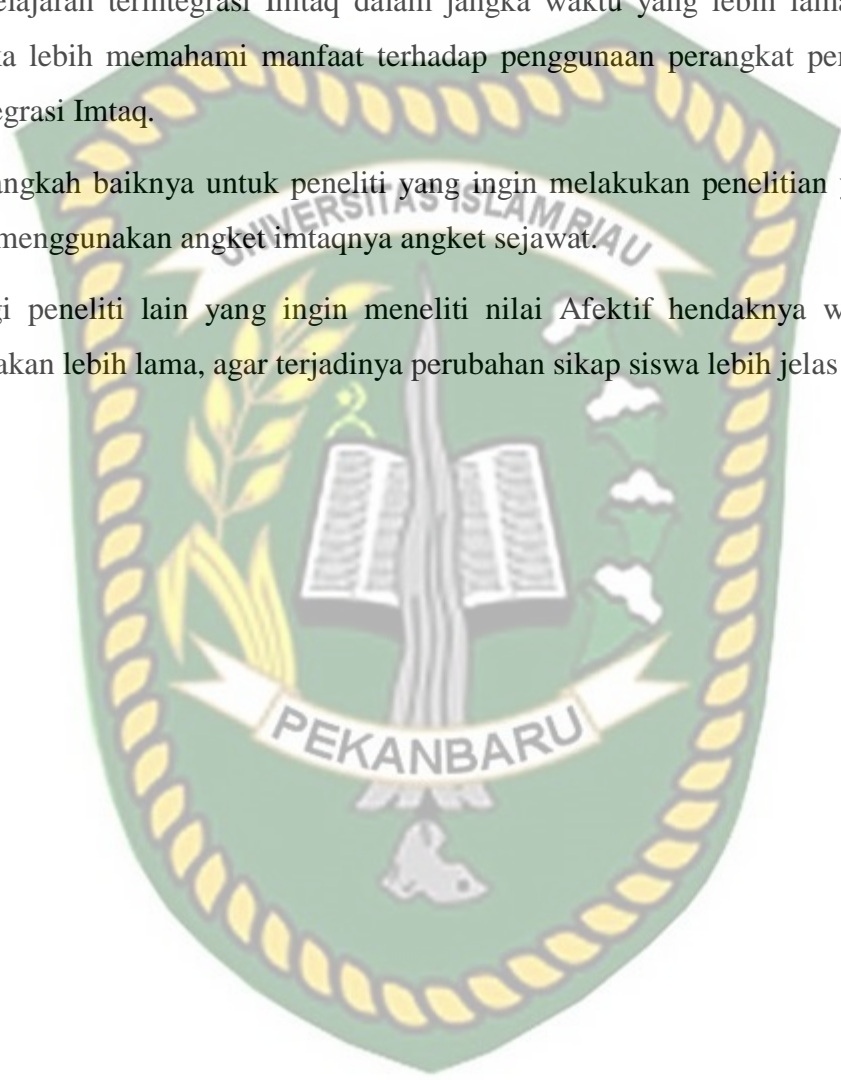 elajaran terintegrasi Imtaq dalam jangka waktu yang lebih lama
ka lebih memahami manfaat terhadap penggunaan perangkat per
egrasi Imtaq.
angkah baiknya untuk peneliti yang ingin melakukan penelitian
menggunakan angket imtaqnya angket sejawat.
gi peneliti lain yang ingin meneliti nilai Afektif hendaknya w
akan lebih lama, agar terjadinya perubahan sikap siswa lebih jelas
UNIVERSITAS ISLAM RIAU
PEKANBARU